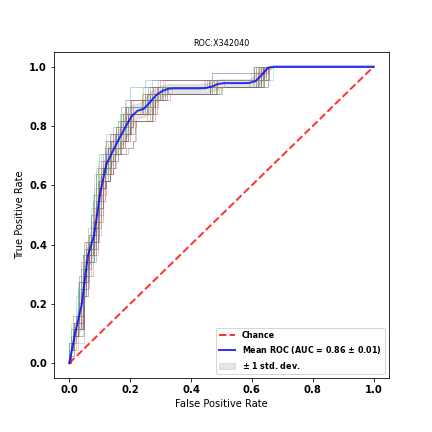 ROC:X342040
True Positive Rate
1.0
0.8
0.6
0.4
0.2
0.0
0.0 0.2 0.4 0.6 0.8 1.0
False Positive Rate
Chance
Mean ROC (AUC = 0.86 ± 0.01)
± 1 std. dev.